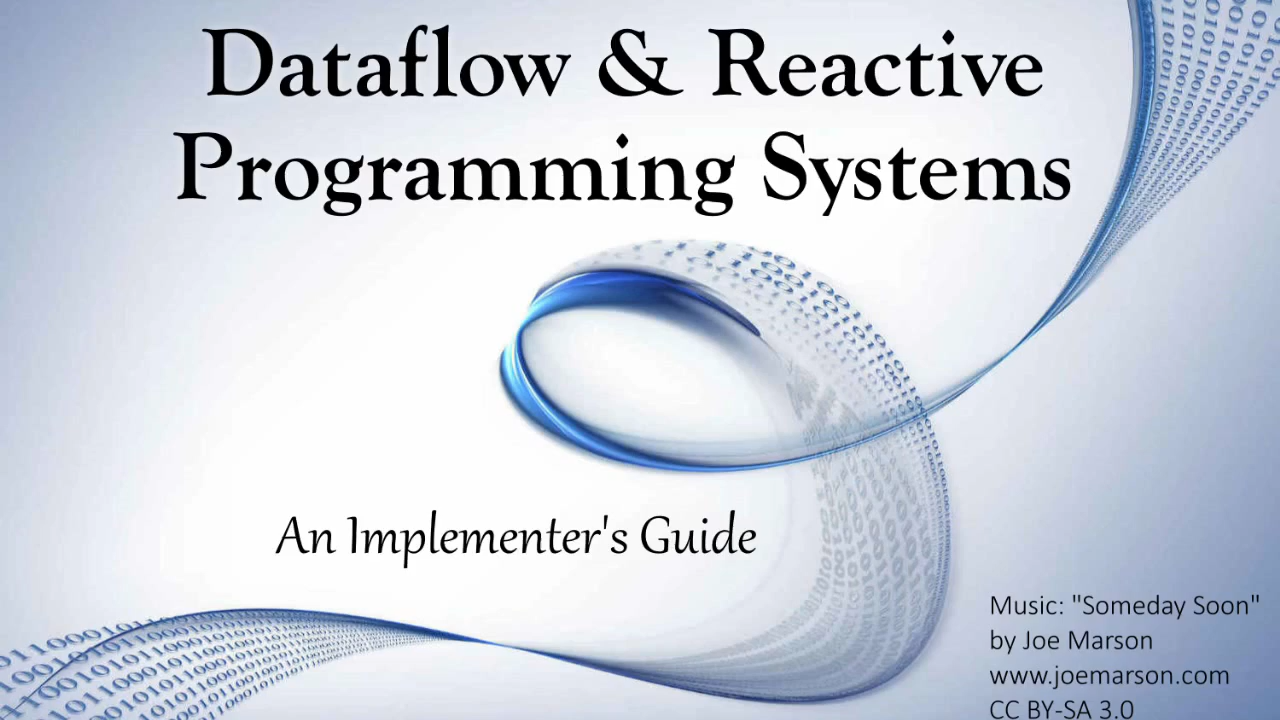 Dataflow & Reactive
Programming Systems
An Implementer's Guide
Music: "Someday Soon"
by Joe Marson
www.joemarson.com
CC BY-SA 3.0